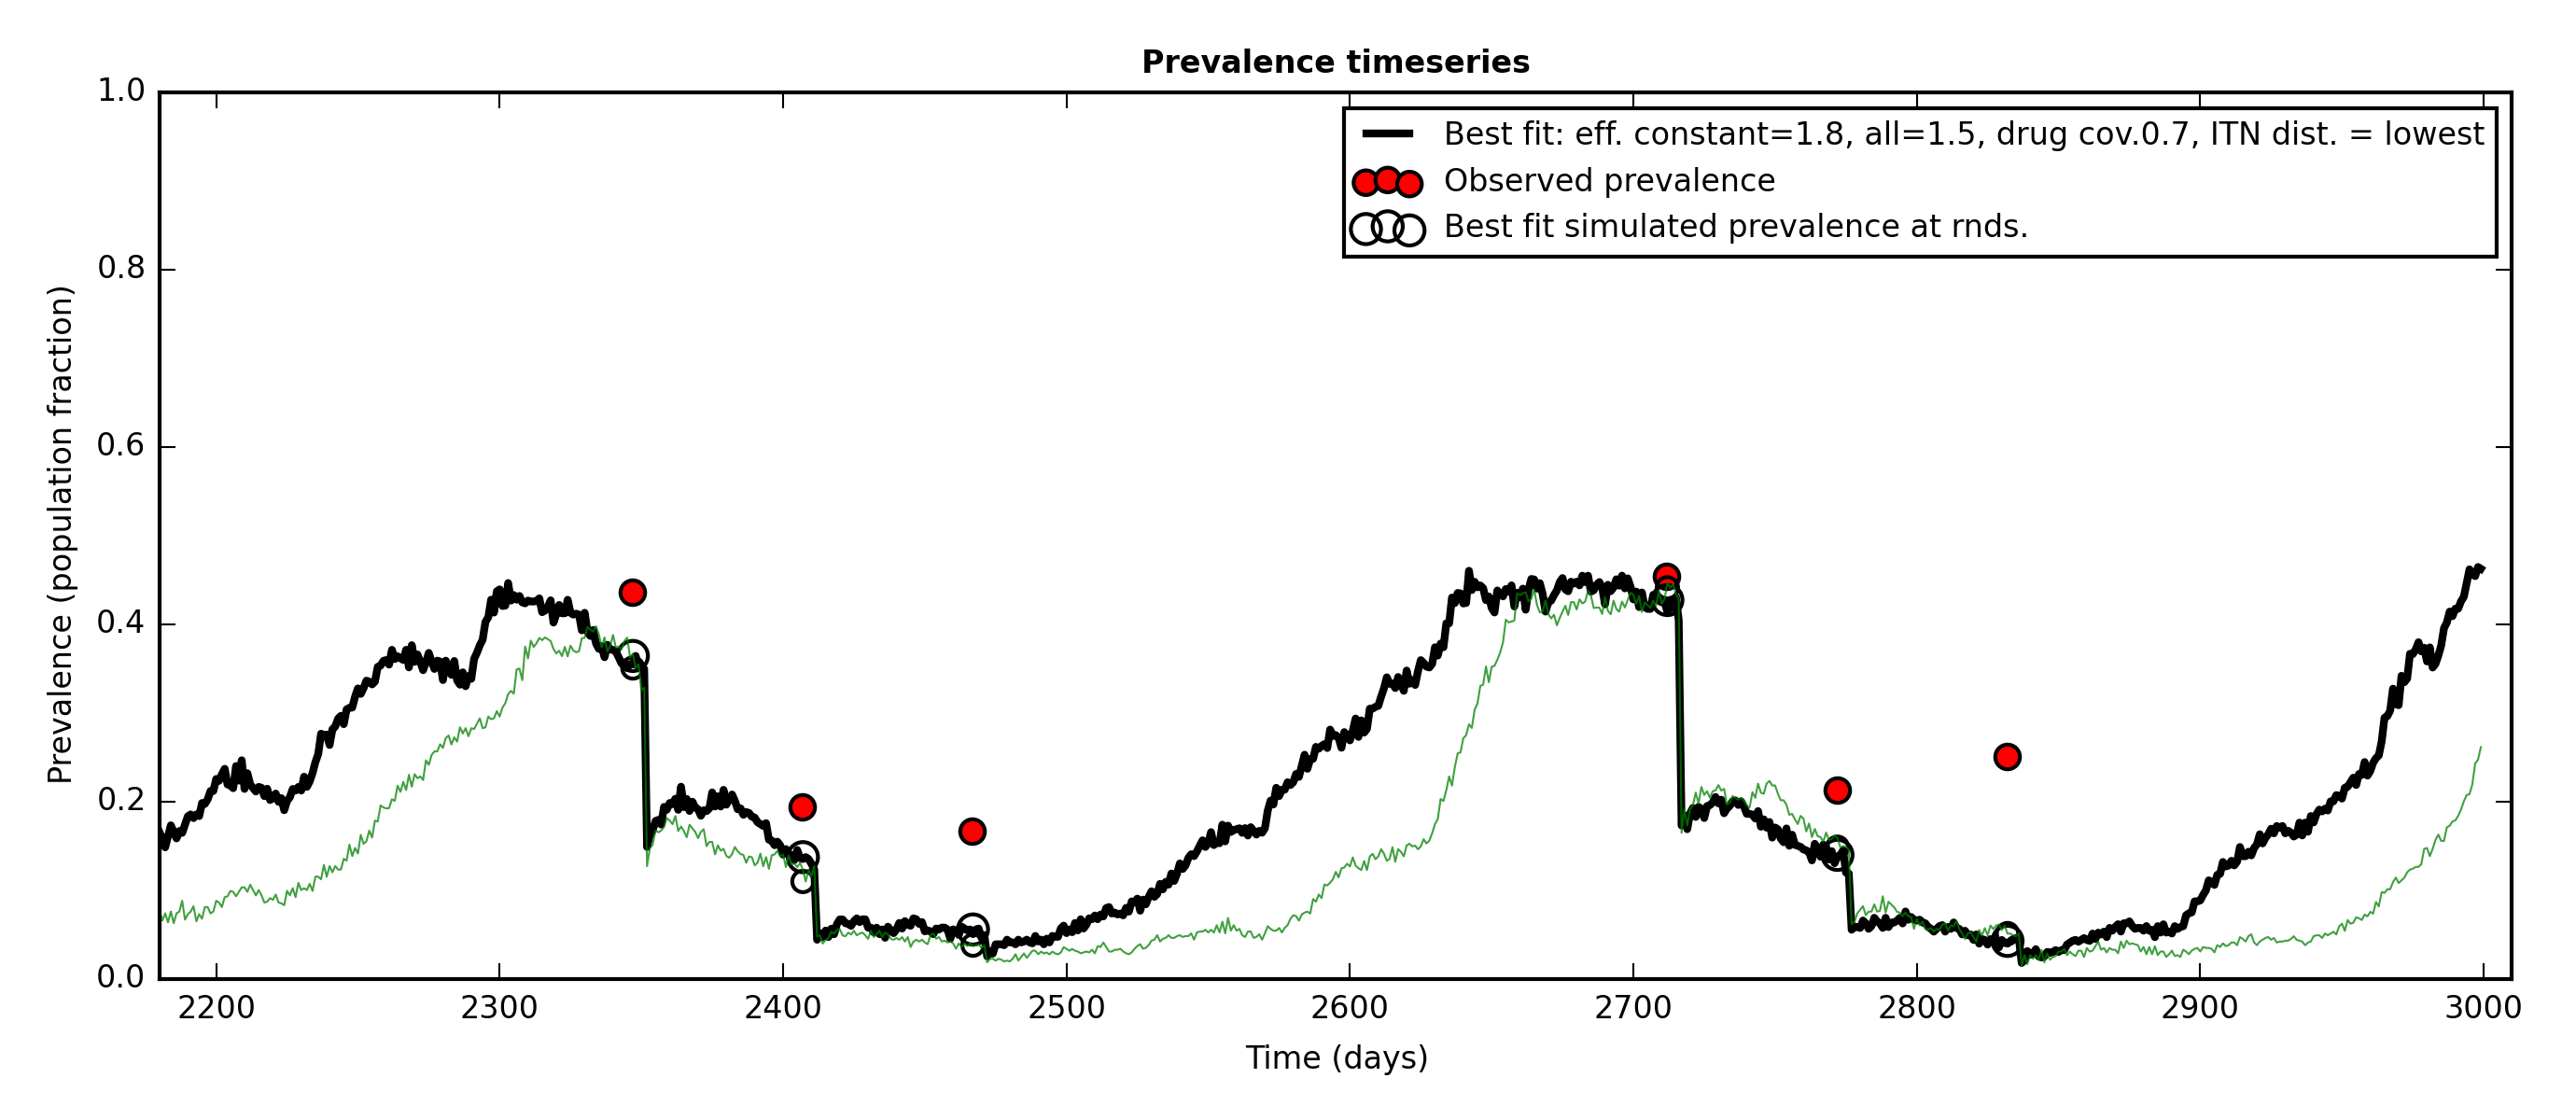 Prevalence timeseries
1.0
0.8
0.6
0.4
0.2
0.0
Prevalence (population fraction)
Best fit: eff. constant=1.8, all=1.5, drug cov.0.7, ITN dist. = lowest
Observed prevalence
Best fit simulated prevalence at rnds.
2200 2300 2400 2500 2600 2700 2800 2900 3000
Time (days)